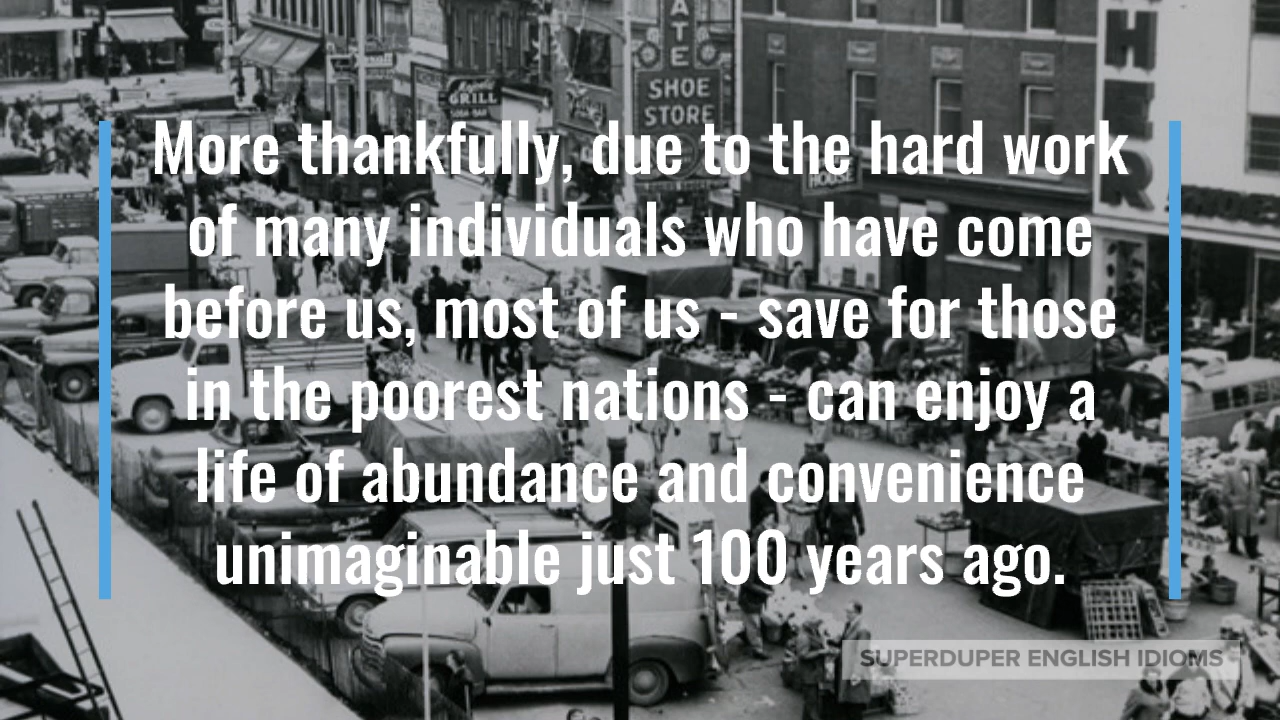 ATE
SHOE
STORE
GRILL
HER
More thankfully, due to the hard work
of many individuals who have come
before us, most of us - save for those
in the poorest nations - can enjoy a
life of abundance and convenience
unimaginable just 100 years ago.
SUPERDUPER ENGLISH IDIOMS